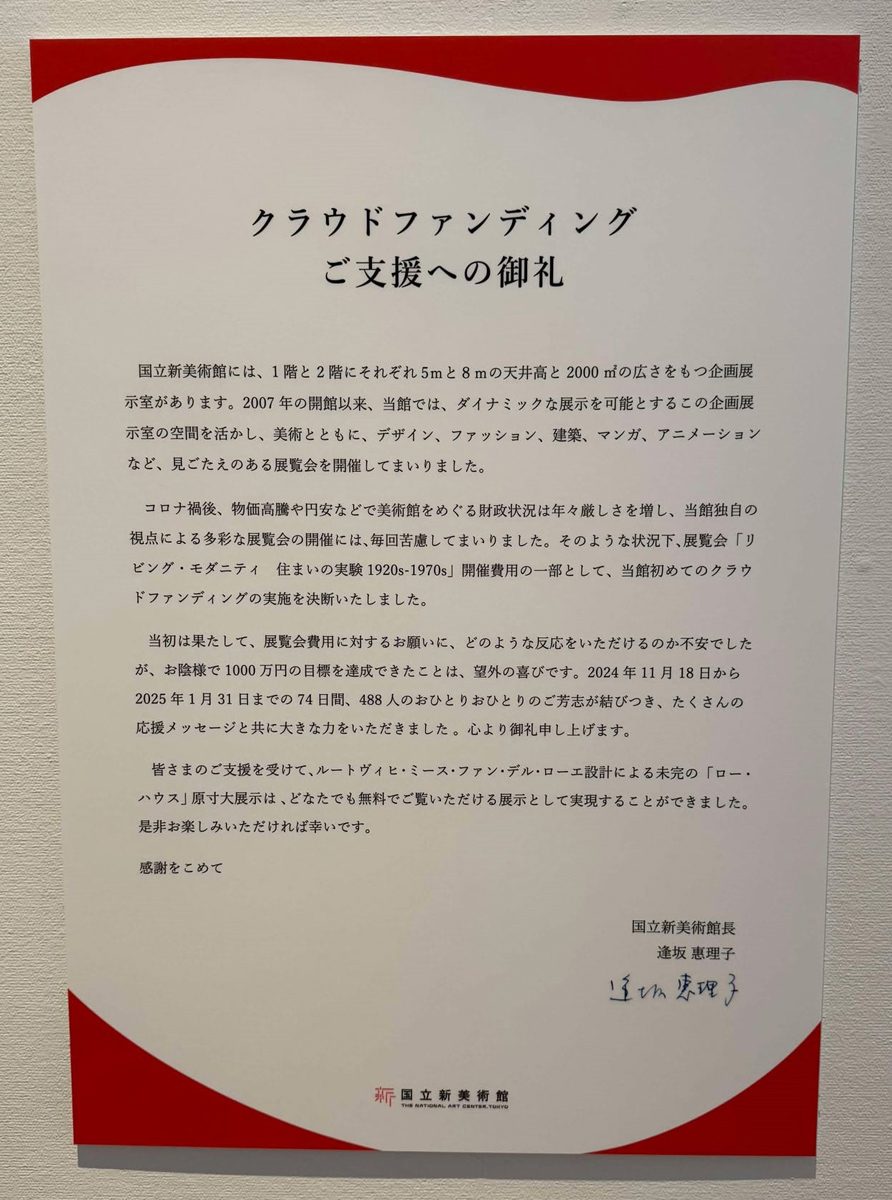 クラウドファンディング
ご支援への御礼
国立新美術館には、1階と2階にそれぞれ5mと8mの天井高と2000㎡の広さをもつ企画展
示室があります。2007年の開館以来、当館では、ダイナミックな展示を可能とするこの企画展
示室の空間を活かし、美術とともに、デザイン、ファッション、建築、マンガ、アニメーション
など、見ごたえのある展覧会を開催してまいりました。
コロナ禍後、物価高騰や円安などで美術館をめぐる財政状況は年々厳しさを増し、当館独自の
視点による多彩な展覧会の開催には、毎回苦慮してまいりました。そのような状況下、展覧会「リ
ビング・モダニティ　住まいの実験1920s-1970s」開催費用の一部として、当館初めてのクラウ
ドファンディングの実施を決断いたしました。
当初は果たして、展覧会費用に対するお願いに、どのような反応をいただけるのか不安でした
が、お陰様で1000万円の目標を達成できたことは、望外の喜びです。2024年11月18日から
2025年1月31日までの74日間、488人のおひとりおひとりのご芳志が結びつき、たくさんの
応援メッセージと共に大きな力をいただきました。心より御礼申し上げます。
皆さまのご支援を受けて、ルートヴィヒ・ミース・ファン・デル・ローエ設計による未完の「ロー・
ハウス」原寸大展示は、どなたでも無料でご覧いただける展示として実現することができました。
是非お楽しみいただければ幸いです。
感謝をこめて
国立新美術館長
逢坂 惠理子
逢坂 惠理子
新 国立新美術館
THE NATIONAL ART CENTER, TOKYO